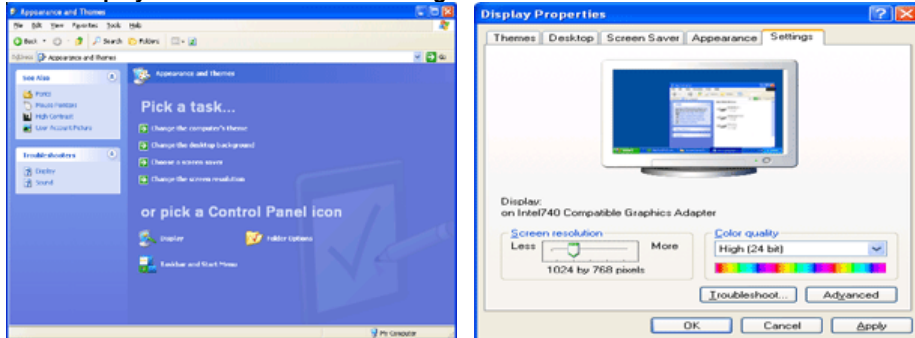 Appearance and Themes
File Edit View Favorites Tools Help
Back Search Folders
Address Appearance and Themes Go
See Also
Fonts
Mouse Pointers
High Contrast
User Account Picture
Troubleshooters
Display
Sound
Appearance and Themes
Pick a task...
Change the computer's theme
Change the desktop background
Choose a screen saver
Change the screen resolution
or pick a Control Panel icon
Display Folder Options
Taskbar and Start Menu
My Computer
Display Properties
Themes Desktop Screen Saver Appearance Settings
Display:
on Intel740 Compatible Graphics Adapter
Screen resolution
Less More
1024 by 768 pixels
Color quality
High (24 bit)
Troubleshoot... Advanced
OK Cancel Apply